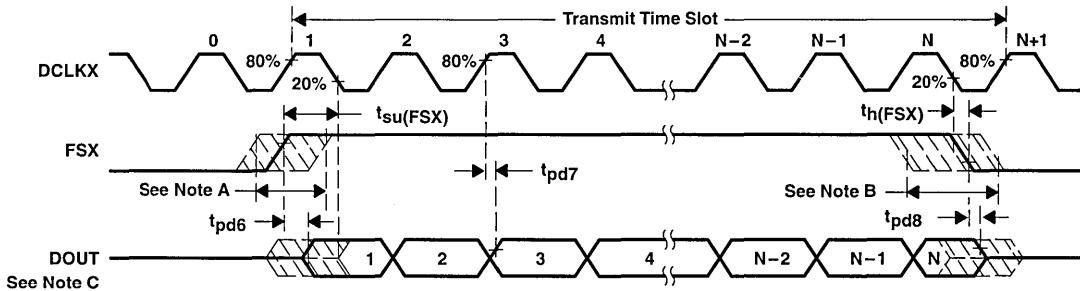 Transmit Time Slot
0 1 2 3 4 N−2 N−1 N N+1
DCLKX 80% 20% 80% 20% 80%
tsu(FSX) th(FSX)
FSX
See Note A tpd7 See Note B
tpd6 tpd8
DOUT 1 2 3 4 N−2 N−1 N
See Note C